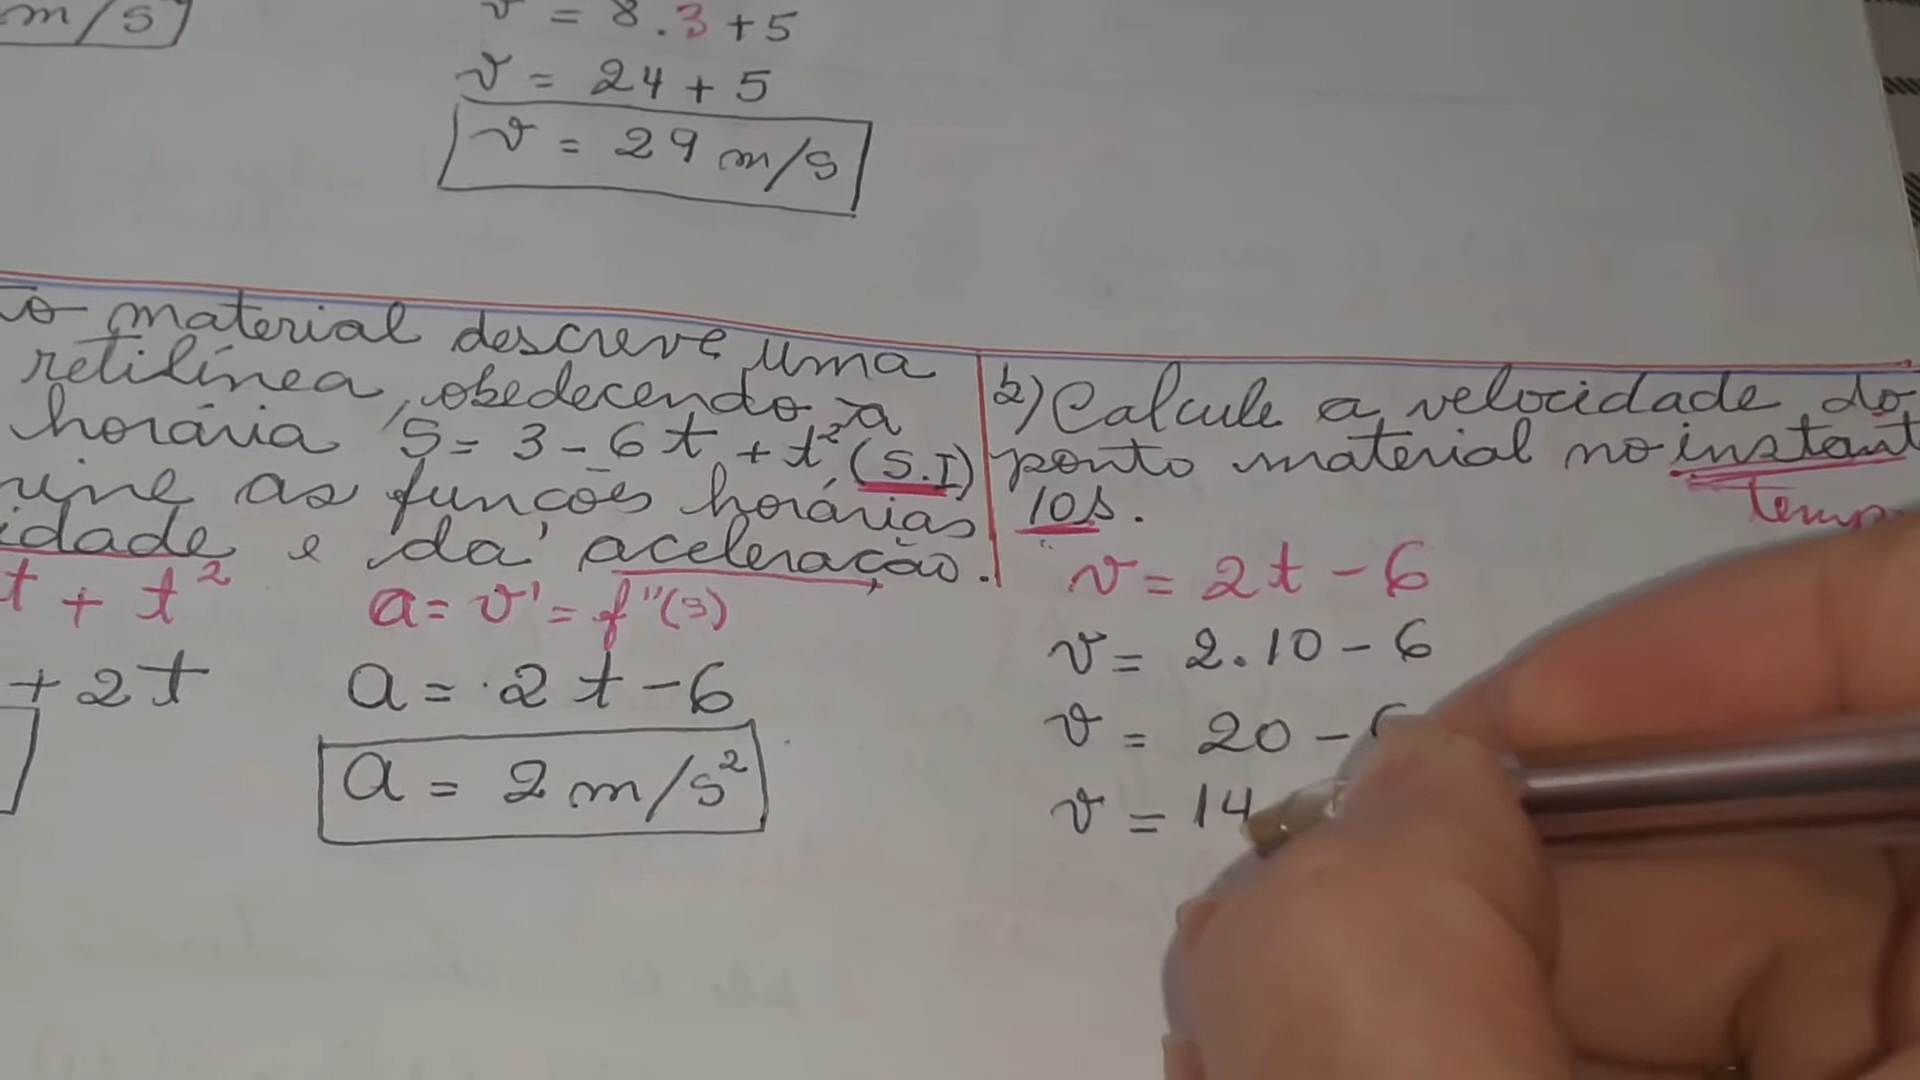 m/s
v = 8.3+5
v = 24+5
v = 29 m/s
material descreve uma
retilínea, obedecendo à
horária S= 3-6t + t² (S.I)
as funções horárias
e da aceleração.
t + t²
a= v'= f"(s)
+2t
a = 2t-6
a = 2 m/s²
b) Calcule a velocidade do
ponto material no instant
temp
10s.
v = 2t-6
v = 2.10-6
v = 20-6
v = 14